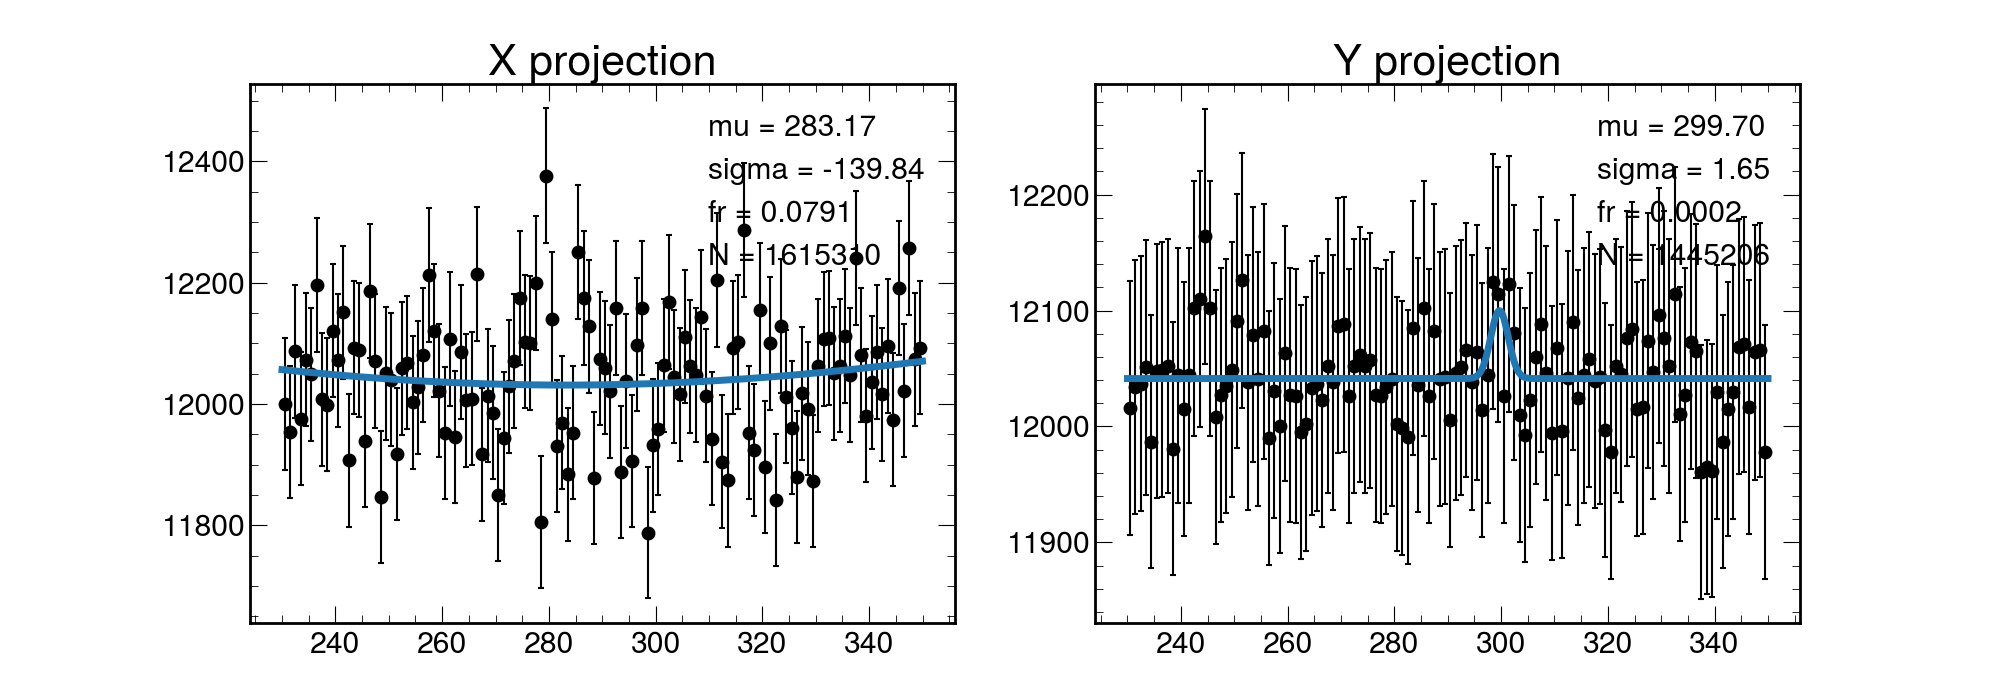 X projection
mu = 283.17
sigma = -139.84
fr = 0.0791
N = 1615310
12400
12200
12000
11800
240 260 280 300 320 340
Y projection
mu = 299.70
sigma = 1.65
fr = 0.0002
N = 1445206
12200
12100
12000
11900
240 260 280 300 320 340